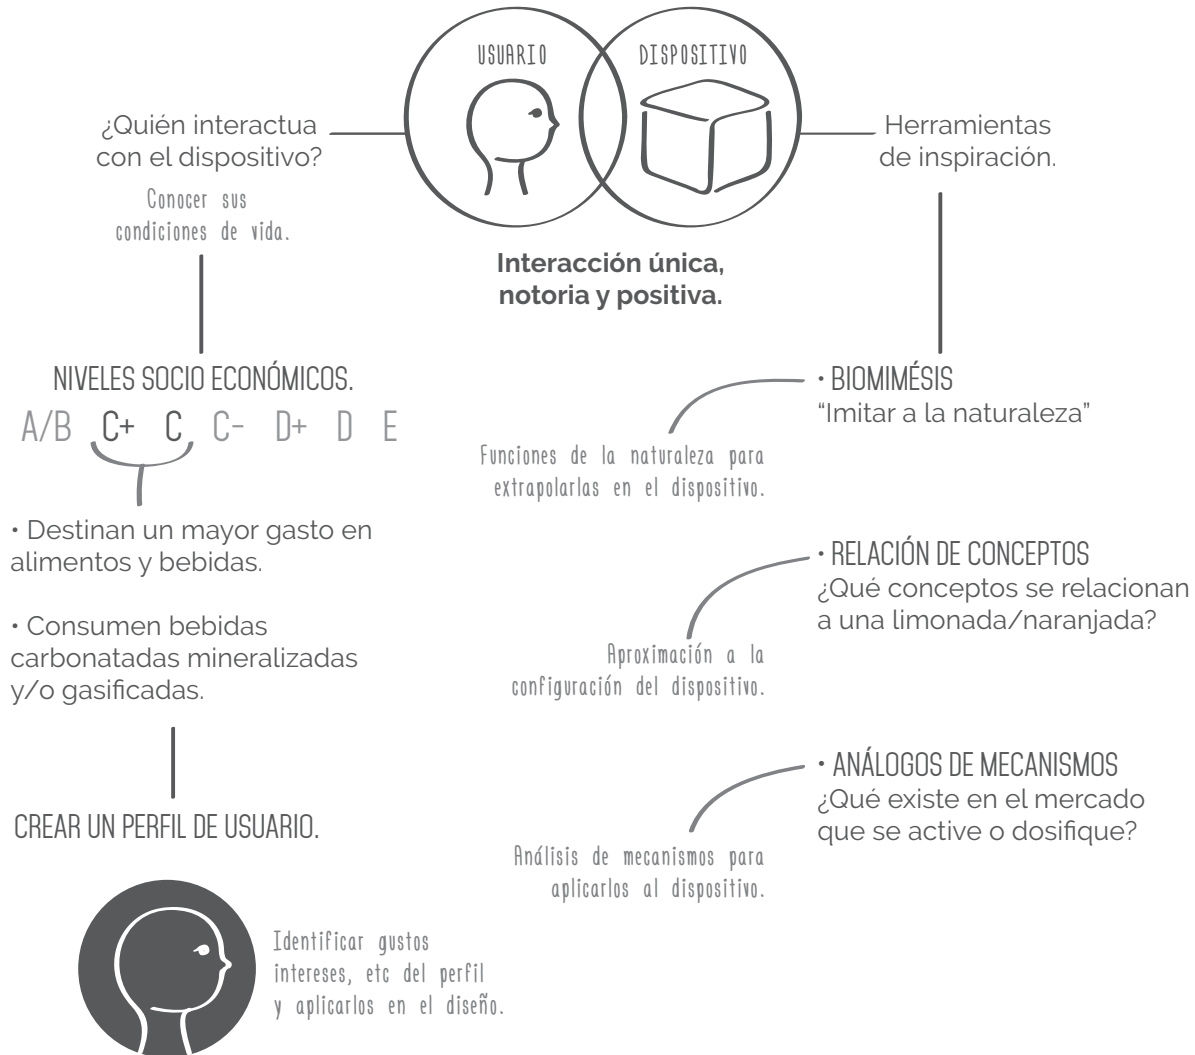 USUARIO
DISPOSITIVO
¿Quién interactua
con el dispositivo?
Conocer sus
condiciones de vida.
Herramientas
de inspiración.
Interacción única,
notoria y positiva.
NIVELES SOCIO ECONÓMICOS.
A/B C+ C C- D+ D E
• Destinan un mayor gasto en
alimentos y bebidas.
• Consumen bebidas
carbonatadas mineralizadas
y/o gasificadas.
CREAR UN PERFIL DE USUARIO.
Identificar gustos
intereses, etc del perfil
y aplicarlos en el diseño.
• BIOMIMÉSIS
“Imitar a la naturaleza”
Funciones de la naturaleza para
extrapolarlas en el dispositivo.
• RELACIÓN DE CONCEPTOS
¿Qué conceptos se relacionan
a una limonada/naranjada?
Aproximación a la
configuración del dispositivo.
• ANÁLOGOS DE MECANISMOS
¿Qué existe en el mercado
que se active o dosifique?
Análisis de mecanismos para
aplicarlos al dispositivo.